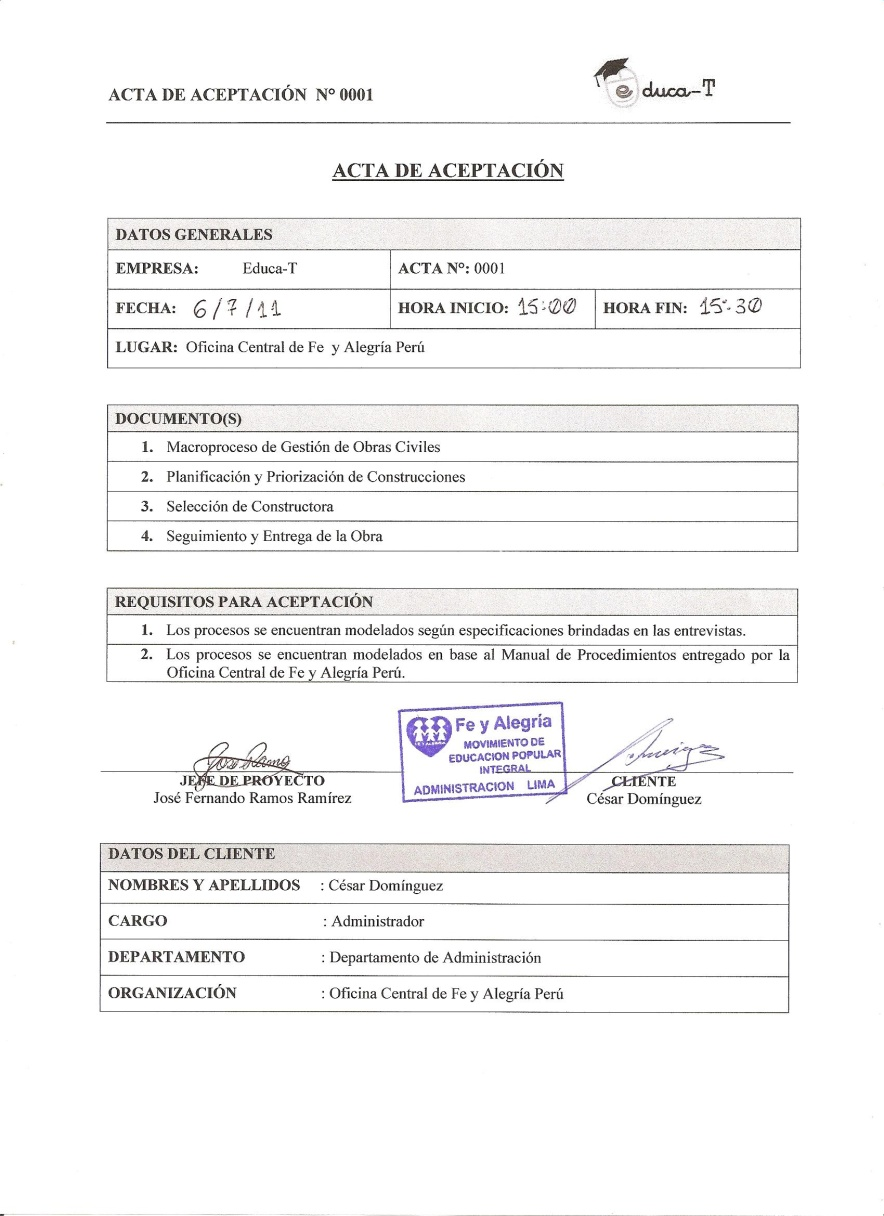 ACTA DE ACEPTACIÓN N° 0001
e duca-T
ACTA DE ACEPTACIÓN
DATOS GENERALES
EMPRESA: Educa-T ACTA N°: 0001
FECHA: 6/7/11 HORA INICIO: 15:00 HORA FIN: 15:30
LUGAR: Oficina Central de Fe y Alegría Perú
DOCUMENTO(S)
1. Macroproceso de Gestión de Obras Civiles
2. Planificación y Priorización de Construcciones
3. Selección de Constructora
4. Seguimiento y Entrega de la Obra
REQUISITOS PARA ACEPTACIÓN
1. Los procesos se encuentran modelados según especificaciones brindadas en las entrevistas.
2. Los procesos se encuentran modelados en base al Manual de Procedimientos entregado por la
Oficina Central de Fe y Alegría Perú.
Fe y Alegría
MOVIMIENTO DE
EDUCACION POPULAR
INTEGRAL
ADMINISTRACION LIMA
JEFE DE PROYECTO
José Fernando Ramos Ramírez
CLIENTE
César Domínguez
DATOS DEL CLIENTE
NOMBRES Y APELLIDOS : César Domínguez
CARGO : Administrador
DEPARTAMENTO : Departamento de Administración
ORGANIZACIÓN : Oficina Central de Fe y Alegría Perú